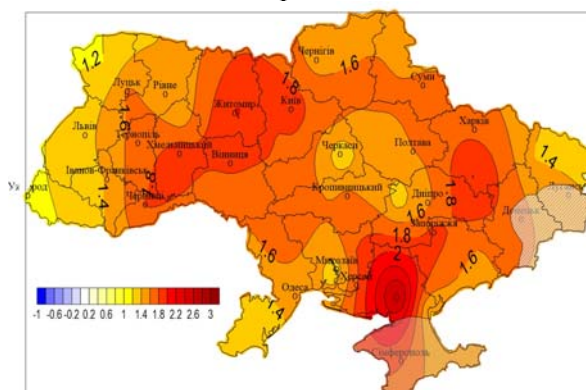 Чернігів
1.2
1.6
Луцьк
Рівне
1.8
Суми
Житомир
Київ
Львів
1.6
Тернопіль
Хмельницький
Харків
Черкаси
Полтава
Вінниця
1.4
Івано-Франківськ
1.4
Кропивницький
Дніпро
1.8
1.6
Донецьк
1.8
2
1.6
Миколаїв
1.6
Херсон
Одеса
1.4
-1 -0.6 -0.2 0.2 0.6 1 1.4 1.8 2.2 2.6 3
Сімферополь